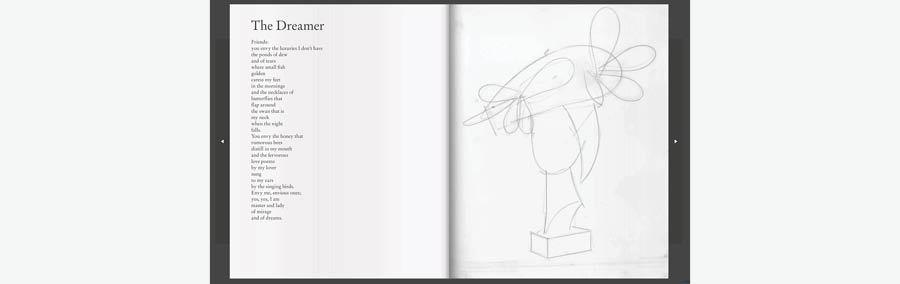 The Dreamer
Friends:
you envy the luxuries I don't have
the ponds of dew
and of tears
where small fish
golden
caress my feet
in the mornings
and the necklaces of
butterflies that
flap around
the swan that is
my neck
when the night
falls.
You envy the honey that
rumorous bees
distill in my mouth
and the fervorous
love poems
by my lover
sung
to my ears
by the singing birds.
Envy me, envious ones;
yes, yes, I am
master and lady
of mirage
and of dreams.